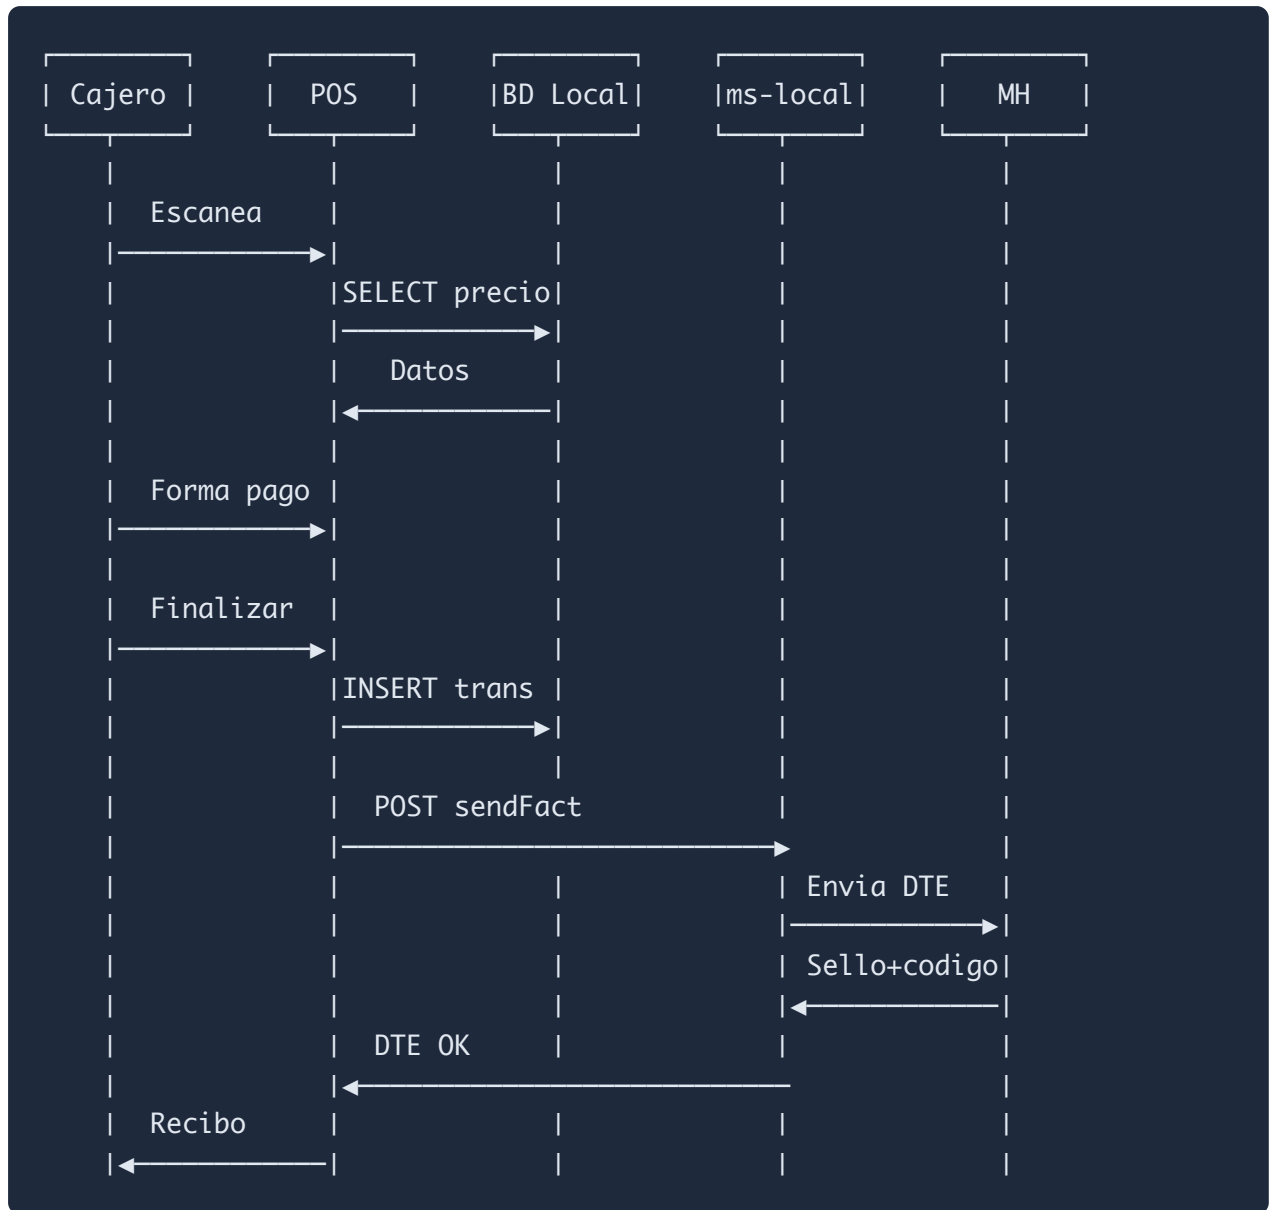 Cajero POS BD Local ms-local MH
Escanea
SELECT precio
Datos
Forma pago
Finalizar
INSERT trans
POST sendFact
Envia DTE
Sello+codigo
DTE OK
Recibo